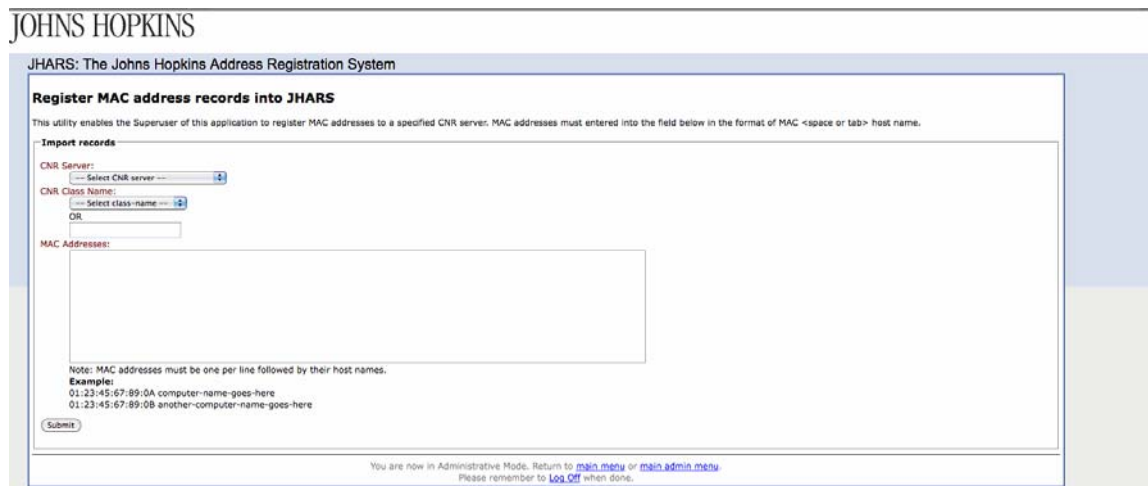 JOHNS HOPKINS
JHARS: The Johns Hopkins Address Registration System
Register MAC address records into JHARS
This utility enables the Superuser of this application to register MAC addresses to a specified CNR server. MAC addresses must entered into the field below in the format of MAC <space or tab> host name.
Import records
CNR Server:
-- Select CNR server --
CNR Class Name:
-- Select class-name --
OR
MAC Addresses:
Note: MAC addresses must be one per line followed by their host names.
Example:
01:23:45:67:89:0A computer-name-goes-here
01:23:45:67:89:0B another-computer-name-goes-here
Submit
You are now in Administrative Mode. Return to main menu or main admin menu.
Please remember to Log Off when done.